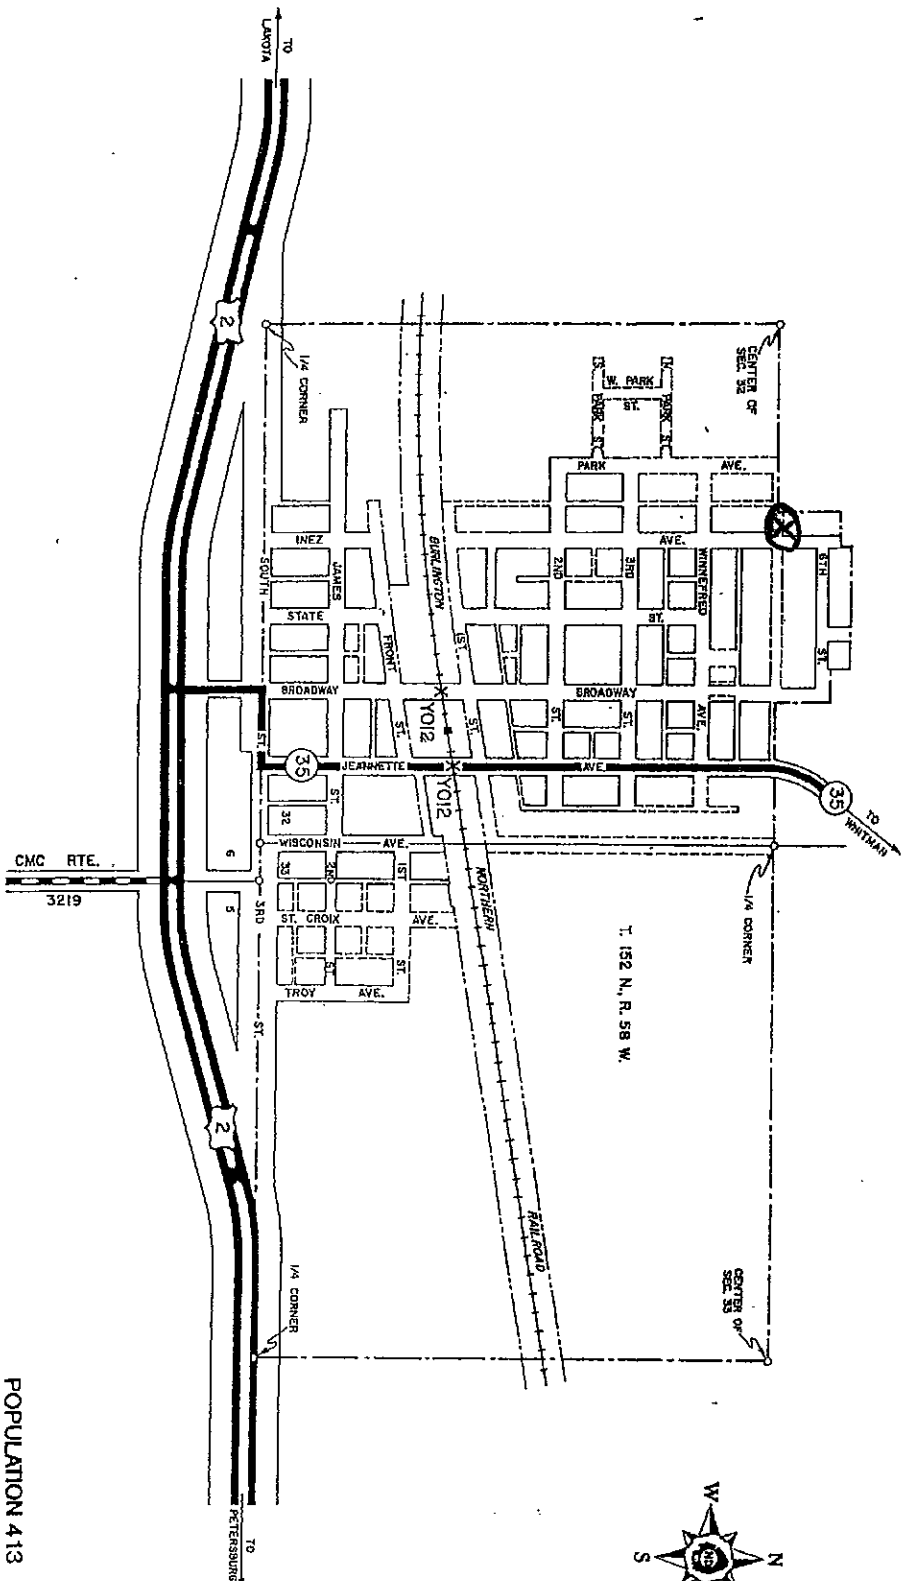 TO
LAKOTA
2
1/4 CORNER
CENTER OF
SEC. 32
W. PARK
ST.
N.
PARK
ST.
S.
PARK
ST.
PARK
AVE.
INEZ
AVE.
6TH
ST.
SOUTH
ST.
JAMES
ST.
STATE
ST.
FRONT
ST.
BURLINGTON
1ST.
ST.
2ND
ST.
3RD
ST.
WINNEFRED
AVE.
BROADWAY
BROADWAY
Y012
Y012
35
JEANNETTE
AVE.
35
TO
WHITMAN
32
33
WISCONSIN
AVE.
1/4 CORNER
CMC RTE.
3219
6
5
3RD
ST.
2ND
ST.
1ST
ST.
ST. CROIX
AVE.
TROY
AVE.
NORTHERN
RAILROAD
T. 152 N., R. 58 W.
2
1/4 CORNER
CENTER OF
SEC. 33
TO
PETERSBURG
W
N
S
ND
POPULATION 413